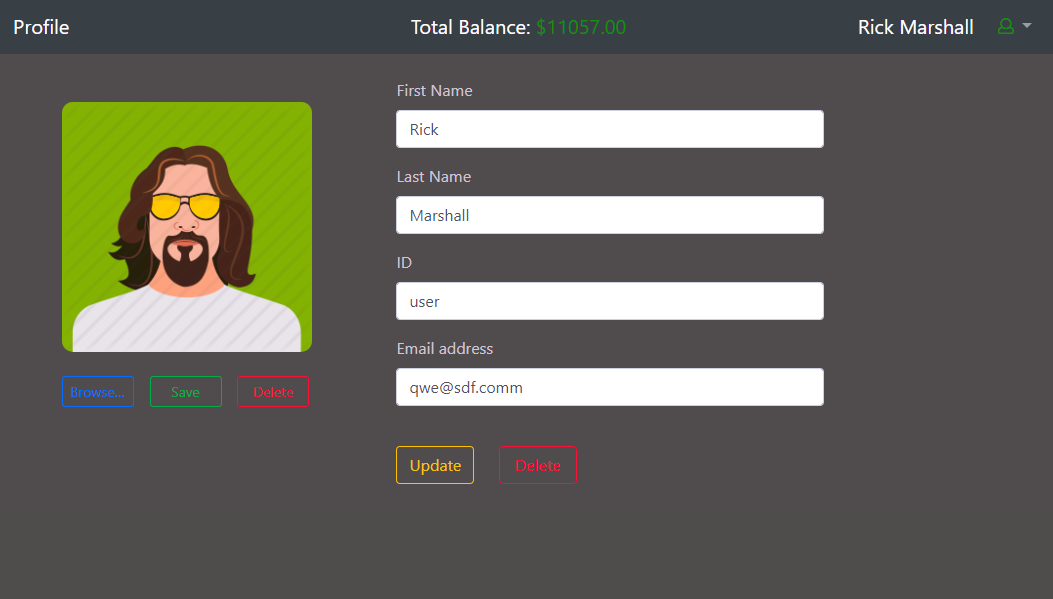 Profile
Total Balance: $11057.00
Rick Marshall
First Name
Rick
Last Name
Marshall
ID
user
Email address
qwe@sdf.comm
Browse... Save Delete
Update Delete